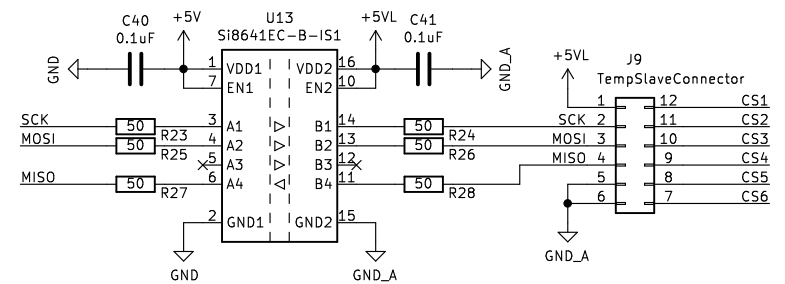 C40
0.1uF
+5V
U13
Si8641EC-B-IS1
+5VL
C41
0.1uF
GND
GND_A
1 VDD1 VDD2 16
7 EN1 EN2 10
SCK 50 R23 3 A1 B1 14 50 R24 SCK
MOSI 50 R25 4 A2 B2 13 50 R26 MOSI
5 A3 B3 12
MISO 50 R27 6 A4 B4 11 50 R28 MISO
2 GND1 GND2 15
GND
GND_A
+5VL
J9
TempSlaveConnector
1 12 CS1
2 11 CS2
3 10 CS3
4 9 CS4
5 8 CS5
6 7 CS6
GND_A